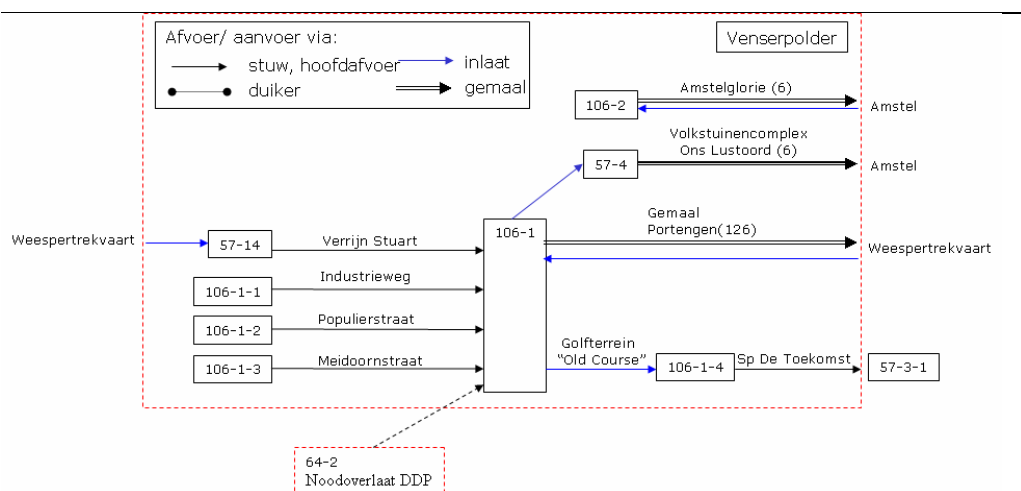 Afvoer/ aanvoer via:
stuw, hoofdafvoer
inlaat
duiker
gemaal
Venserpolder
106-2
Amstelglorie (6)
Amstel
Volkstuinencomplex
Ons Lustoord (6)
57-4
Amstel
Weespertrekvaart
57-14
Verrijn Stuart
106-1
Gemaal
Portengen(126)
Weespertrekvaart
106-1-1
Industrieweg
106-1-2
Populierstraat
106-1-3
Meidoornstraat
Golfterrein
“Old Course”
106-1-4
Sp De Toekomst
57-3-1
64-2
Noodoverlaat DDP